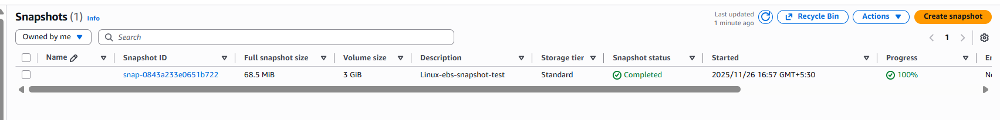 Snapshots (1) Info
Last updated
1 minute ago
Recycle Bin
Actions
Create snapshot
Owned by me
Search
1
Name Snapshot ID Full snapshot size Volume size Description Storage tier Snapshot status Started Progress
snap-0843a233e0651b722 68.5 MiB 3 GiB Linux-ebs-snapshot-test Standard Completed 2025/11/26 16:57 GMT+5:30 100%